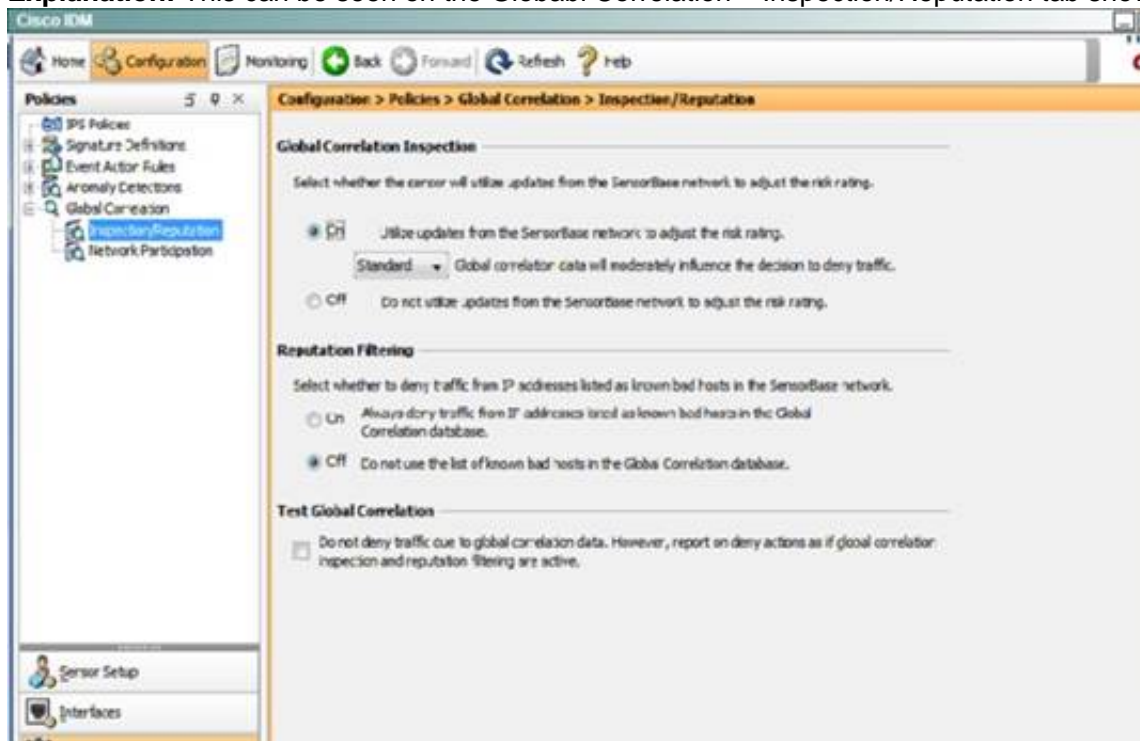 Explanation: This can be seen on the Globabl Correlation – Inspection/Reputation tab
Cisco IDM
Home Configuration Monitoring Back Forward Refresh Help
Policies
Configuration > Policies > Global Correlation > Inspection/Reputation
IPS Policies
Signature Definitions
Event Action Rules
Anomaly Detections
Global Correlation
Inspection/Reputation
Network Participation
Global Correlation Inspection
Select whether the sensor will utilize updates from the SensorBase network to adjust the risk rating.
On Utilize updates from the SensorBase network to adjust the risk rating.
Standard Global correlation data will moderately influence the decision to deny traffic.
Off Do not utilize updates from the SensorBase network to adjust the risk rating.
Reputation Filtering
Select whether to deny traffic from IP addresses listed as known bad hosts in the SensorBase network.
On Always deny traffic from IP addresses listed as known bad hosts in the Global
Correlation database.
Off Do not use the list of known bad hosts in the Global Correlation database.
Test Global Correlation
Do not deny traffic due to global correlation data. However, report on deny actions as if global correlation
inspection and reputation filtering are active.
Sensor Setup
Interfaces